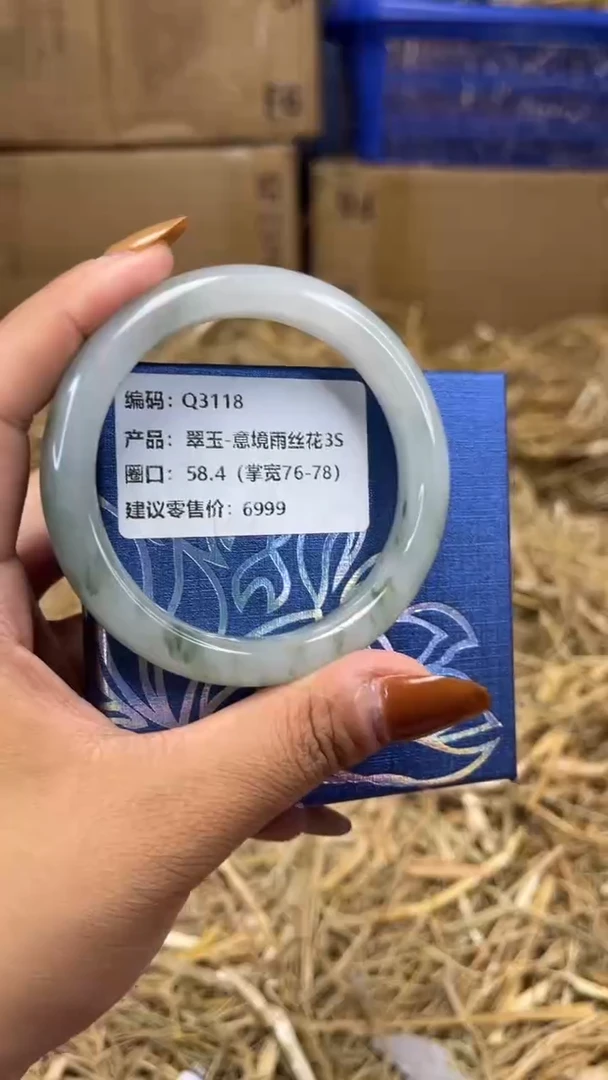 编码：Q3118
产品：翠玉-意境雨丝花3S
圈口：58.4（掌宽76-78）
建议零售价：6999